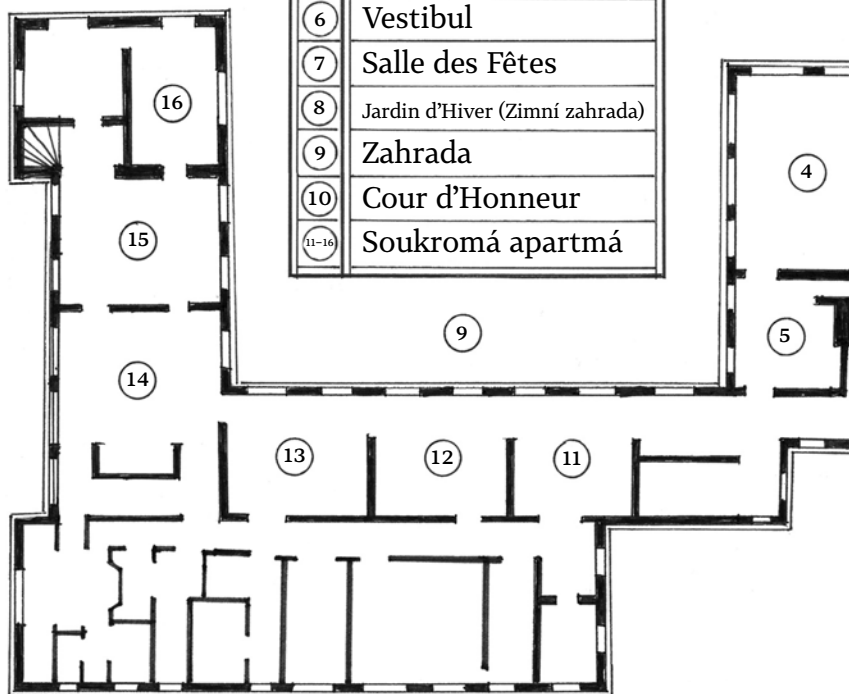 6 Vestibul
7 Salle des Fêtes
8 Jardin d'Hiver (Zimní zahrada)
9 Zahrada
10 Cour d'Honneur
11–16 Soukromá apartmá
16
4
15
9
5
14
13
12
11